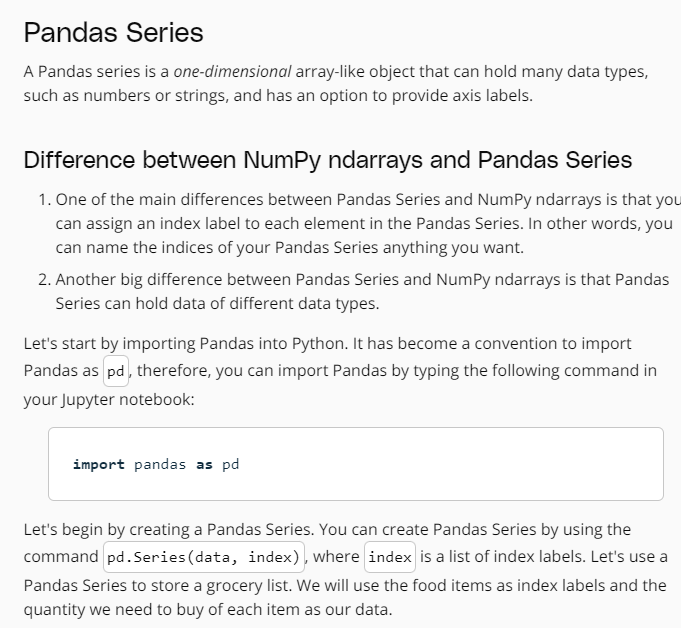 Pandas Series
A Pandas series is a one-dimensional array-like object that can hold many data types,
such as numbers or strings, and has an option to provide axis labels.
Difference between NumPy ndarrays and Pandas Series
1. One of the main differences between Pandas Series and NumPy ndarrays is that you
can assign an index label to each element in the Pandas Series. In other words, you
can name the indices of your Pandas Series anything you want.
2. Another big difference between Pandas Series and NumPy ndarrays is that Pandas
Series can hold data of different data types.
Let's start by importing Pandas into Python. It has become a convention to import
Pandas as pd, therefore, you can import Pandas by typing the following command in
your Jupyter notebook:
import pandas as pd
Let's begin by creating a Pandas Series. You can create Pandas Series by using the
command pd.Series(data, index), where index is a list of index labels. Let's use a
Pandas Series to store a grocery list. We will use the food items as index labels and the
quantity we need to buy of each item as our data.